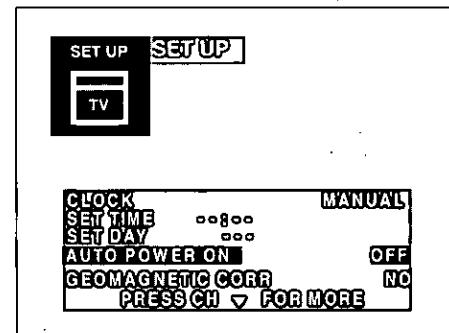 SET UP
SET UP
TV
CLOCK MANUAL
SET TIME --:--
SET DAY ---
AUTO POWER ON OFF
GEOMAGNETIC CORR NO
PRESS CH ▽ FOR MORE